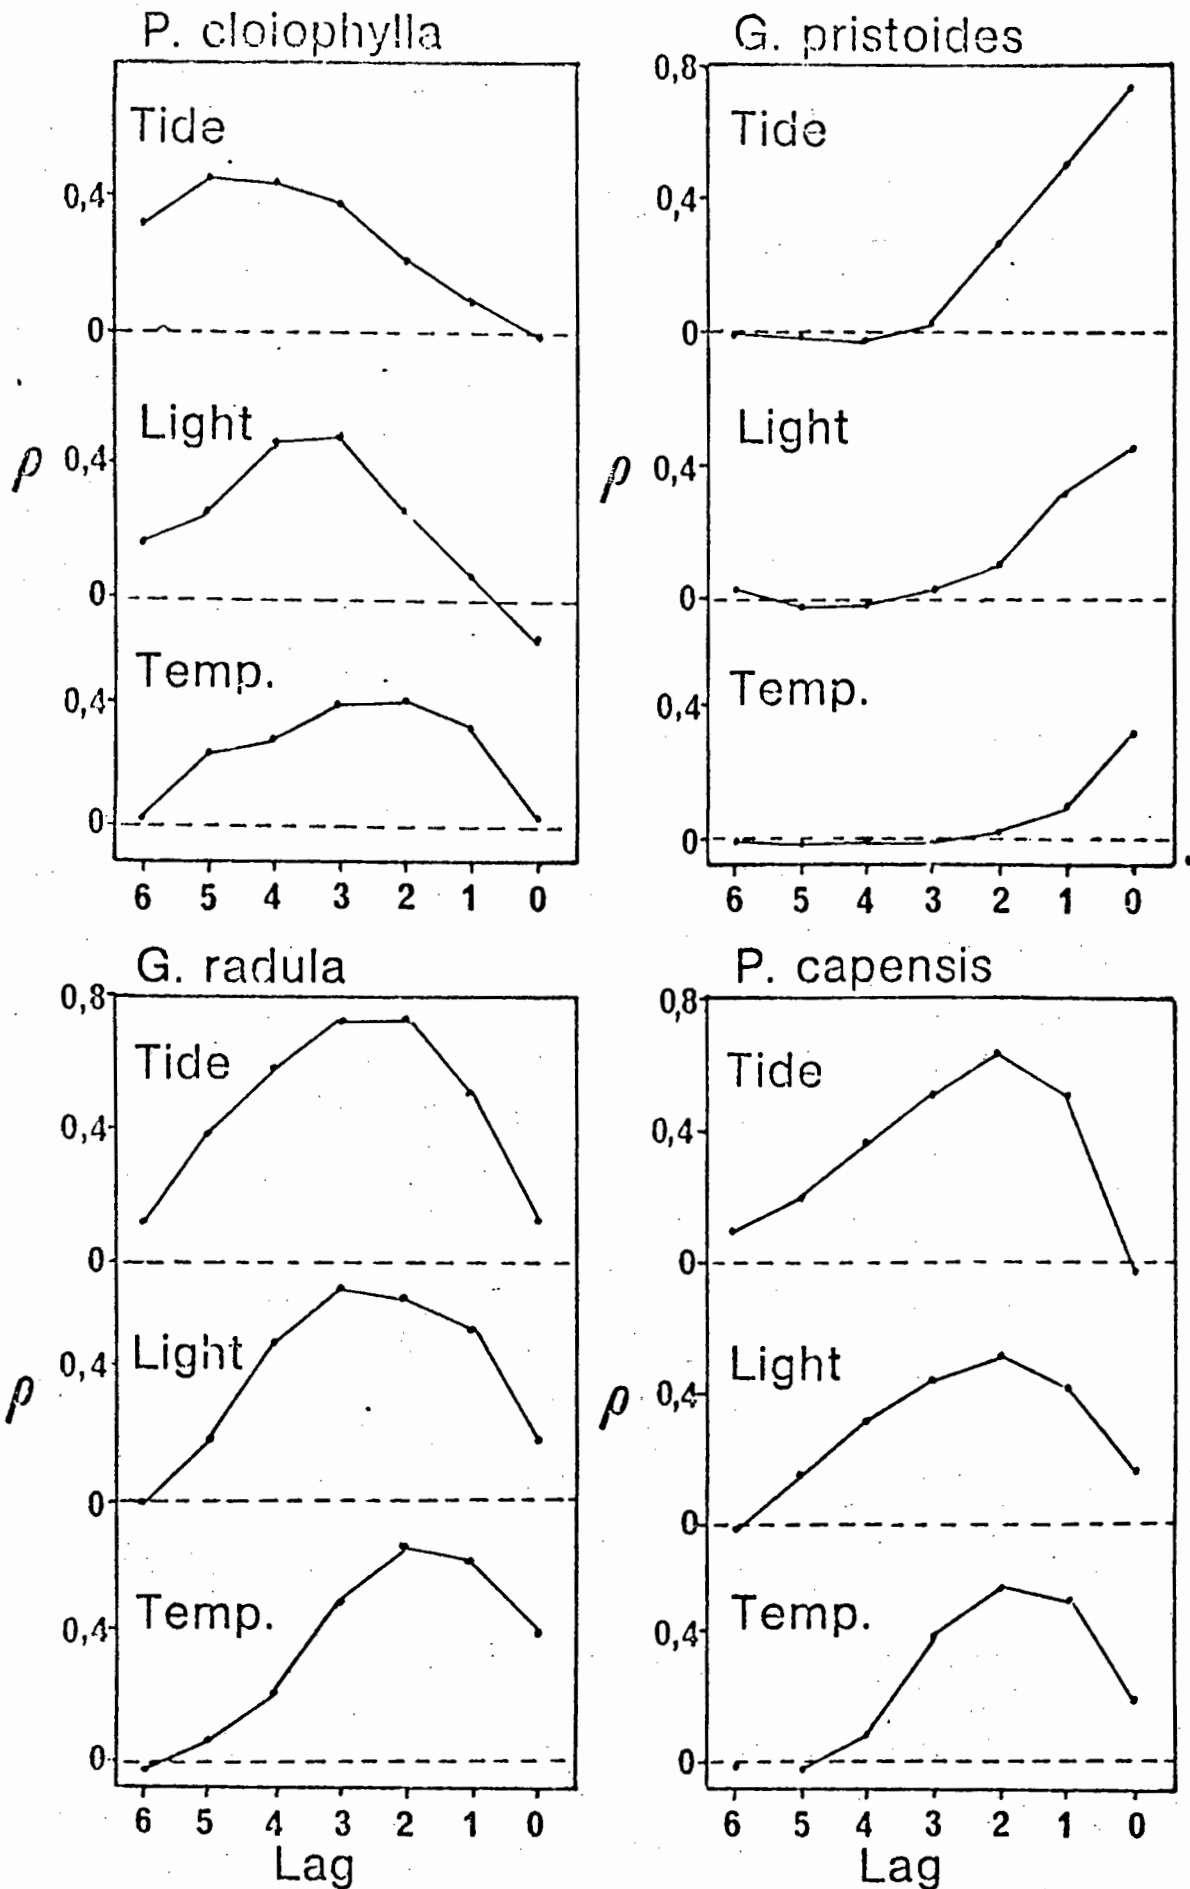 P. cloiophylla
Tide
0,4
0
Light
ρ 0,4
0
Temp.
0,4
0
6 5 4 3 2 1 0
G. pristoides
0,8
Tide
0,4
0
Light
ρ 0,4
0
Temp.
0,4
0
6 5 4 3 2 1 0
G. radula
0,8
Tide
0,4
0
Light
0,4
ρ
0
Temp.
0,4
0
6 5 4 3 2 1 0
Lag
P. capensis
0,8
Tide
0,4
0
Light
ρ 0,4
0
Temp.
0,4
0
6 5 4 3 2 1 0
Lag